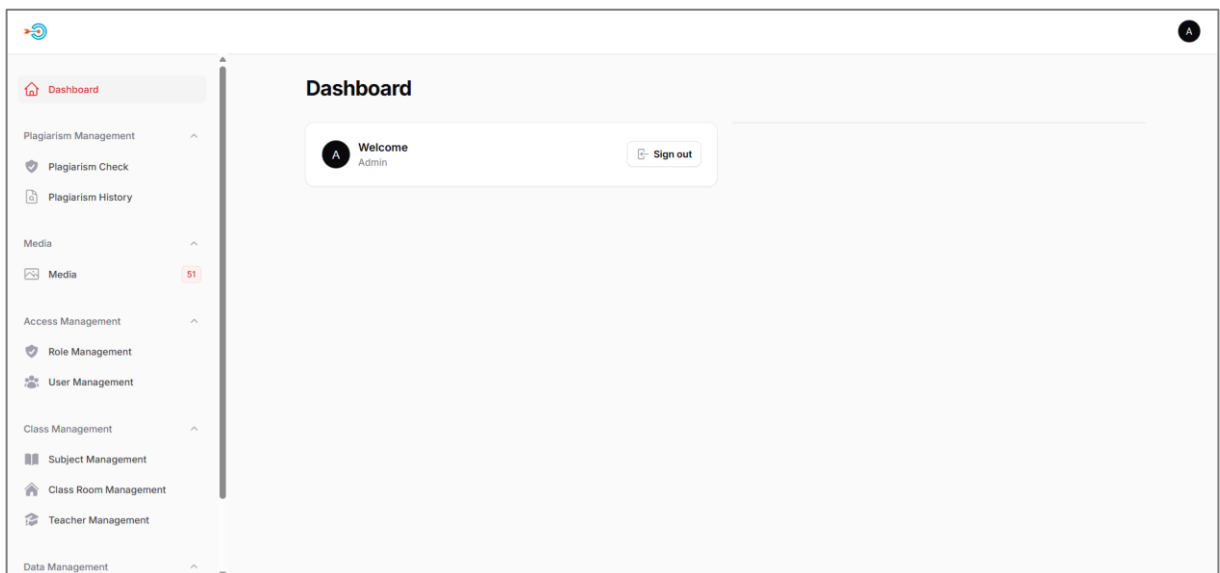 A
Dashboard
Plagiarism Management
Plagiarism Check
Plagiarism History
Media
Media 51
Access Management
Role Management
User Management
Class Management
Subject Management
Class Room Management
Teacher Management
Data Management
Dashboard
A
Welcome
Admin
Sign out